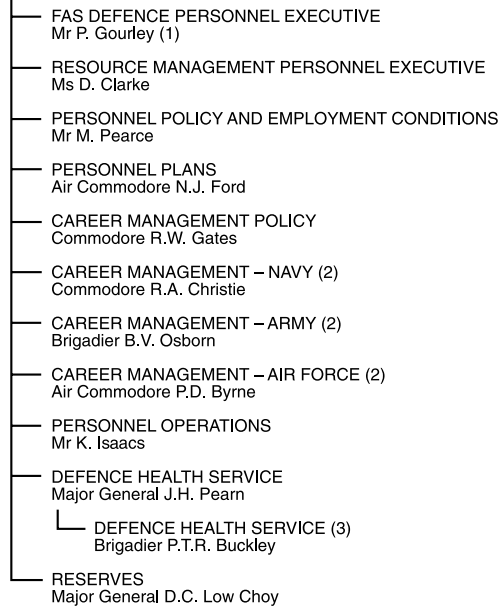 FAS DEFENCE PERSONNEL EXECUTIVE
Mr P. Gourley (1)
RESOURCE MANAGEMENT PERSONNEL EXECUTIVE
Ms D. Clarke
PERSONNEL POLICY AND EMPLOYMENT CONDITIONS
Mr M. Pearce
PERSONNEL PLANS
Air Commodore N.J. Ford
CAREER MANAGEMENT POLICY
Commodore R.W. Gates
CAREER MANAGEMENT – NAVY (2)
Commodore R.A. Christie
CAREER MANAGEMENT – ARMY (2)
Brigadier B.V. Osborn
CAREER MANAGEMENT – AIR FORCE (2)
Air Commodore P.D. Byrne
PERSONNEL OPERATIONS
Mr K. Isaacs
DEFENCE HEALTH SERVICE
Major General J.H. Pearn
DEFENCE HEALTH SERVICE (3)
Brigadier P.T.R. Buckley
RESERVES
Major General D.C. Low Choy